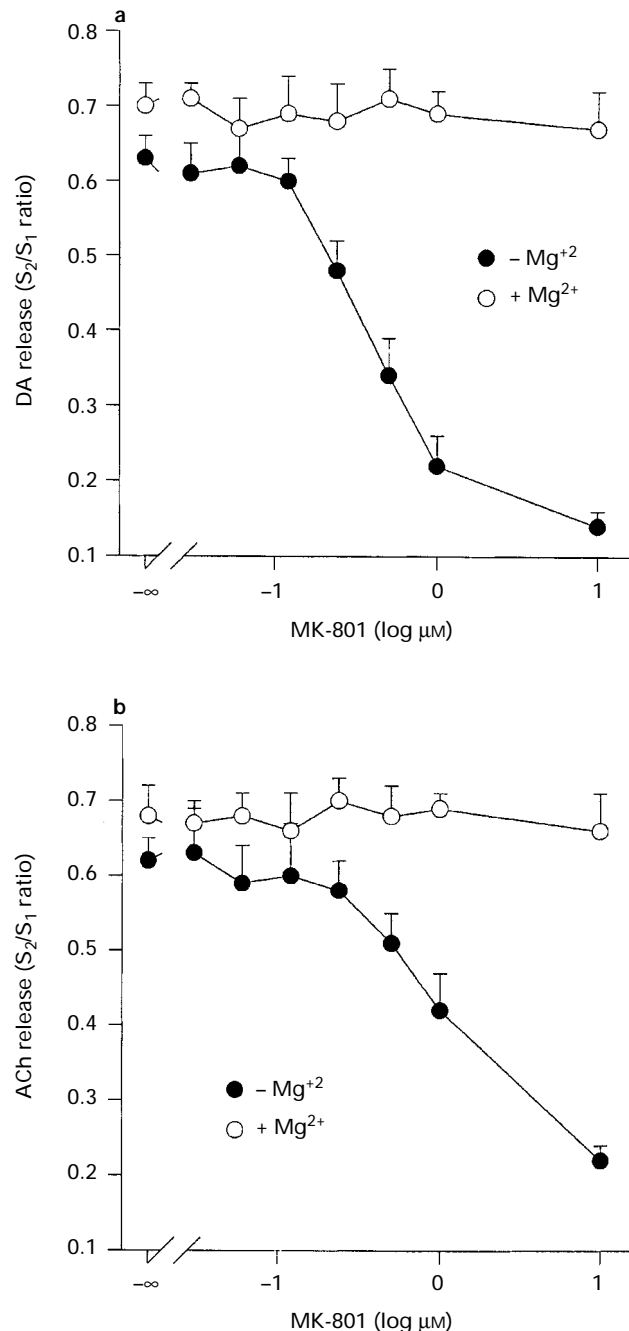 a
0.8
0.7
0.6
0.5
0.4
0.3
0.2
0.1
DA release (S₂/S₁ ratio)
– Mg⁺²
+ Mg²⁺
–∞
–1
0
1
MK-801 (log μM)
b
0.8
0.7
0.6
0.5
0.4
0.3
0.2
0.1
ACh release (S₂/S₁ ratio)
– Mg⁺²
+ Mg²⁺
–∞
–1
0
1
MK-801 (log μM)